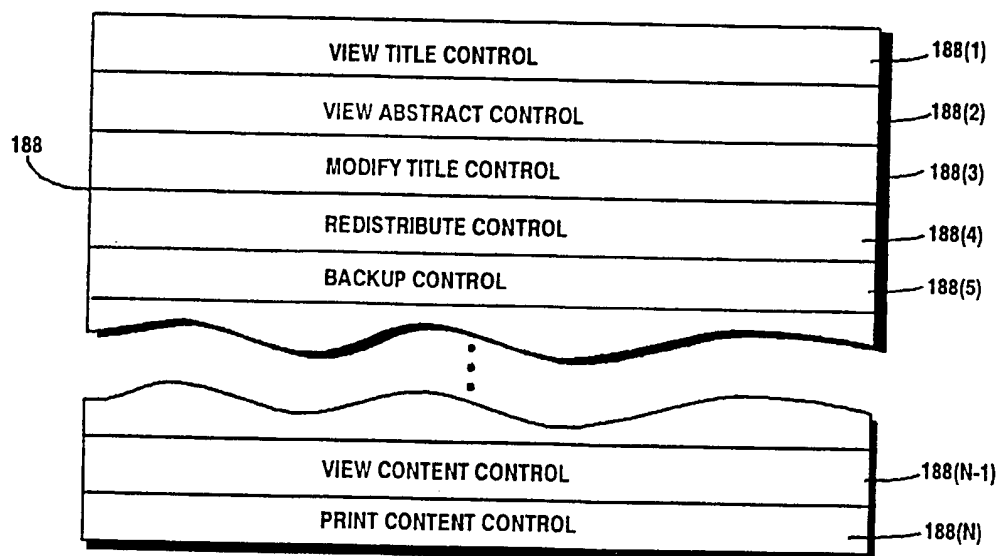 VIEW TITLE CONTROL 188(1)
VIEW ABSTRACT CONTROL 188(2)
188
MODIFY TITLE CONTROL 188(3)
REDISTRIBUTE CONTROL 188(4)
BACKUP CONTROL 188(5)
VIEW CONTENT CONTROL 188(N-1)
PRINT CONTENT CONTROL 188(N)